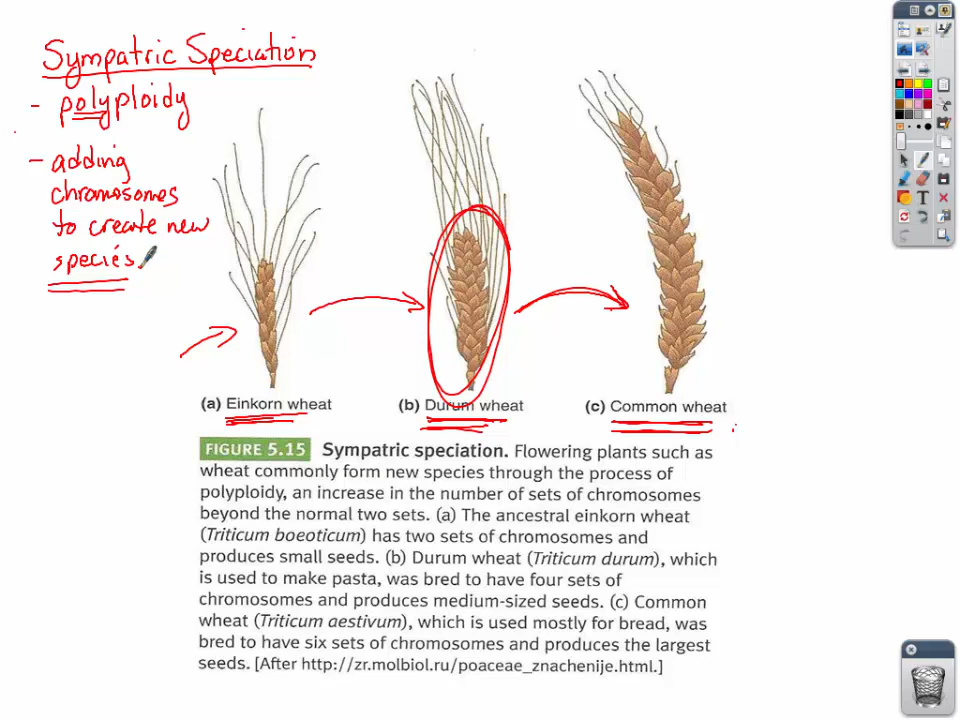 Sympatric Speciation
- polyploidy
- adding
chromosomes
to create new
species.
(a) Einkorn wheat
(b) Durum wheat
(c) Common wheat
FIGURE 5.15 Sympatric speciation. Flowering plants such as
wheat commonly form new species through the process of
polyploidy, an increase in the number of sets of chromosomes
beyond the normal two sets. (a) The ancestral einkorn wheat
(Triticum boeoticum) has two sets of chromosomes and
produces small seeds. (b) Durum wheat (Triticum durum), which
is used to make pasta, was bred to have four sets of
chromosomes and produces medium-sized seeds. (c) Common
wheat (Triticum aestivum), which is used mostly for bread, was
bred to have six sets of chromosomes and produces the largest
seeds. [After http://zr.molbiol.ru/poaceae_znachenije.html.]